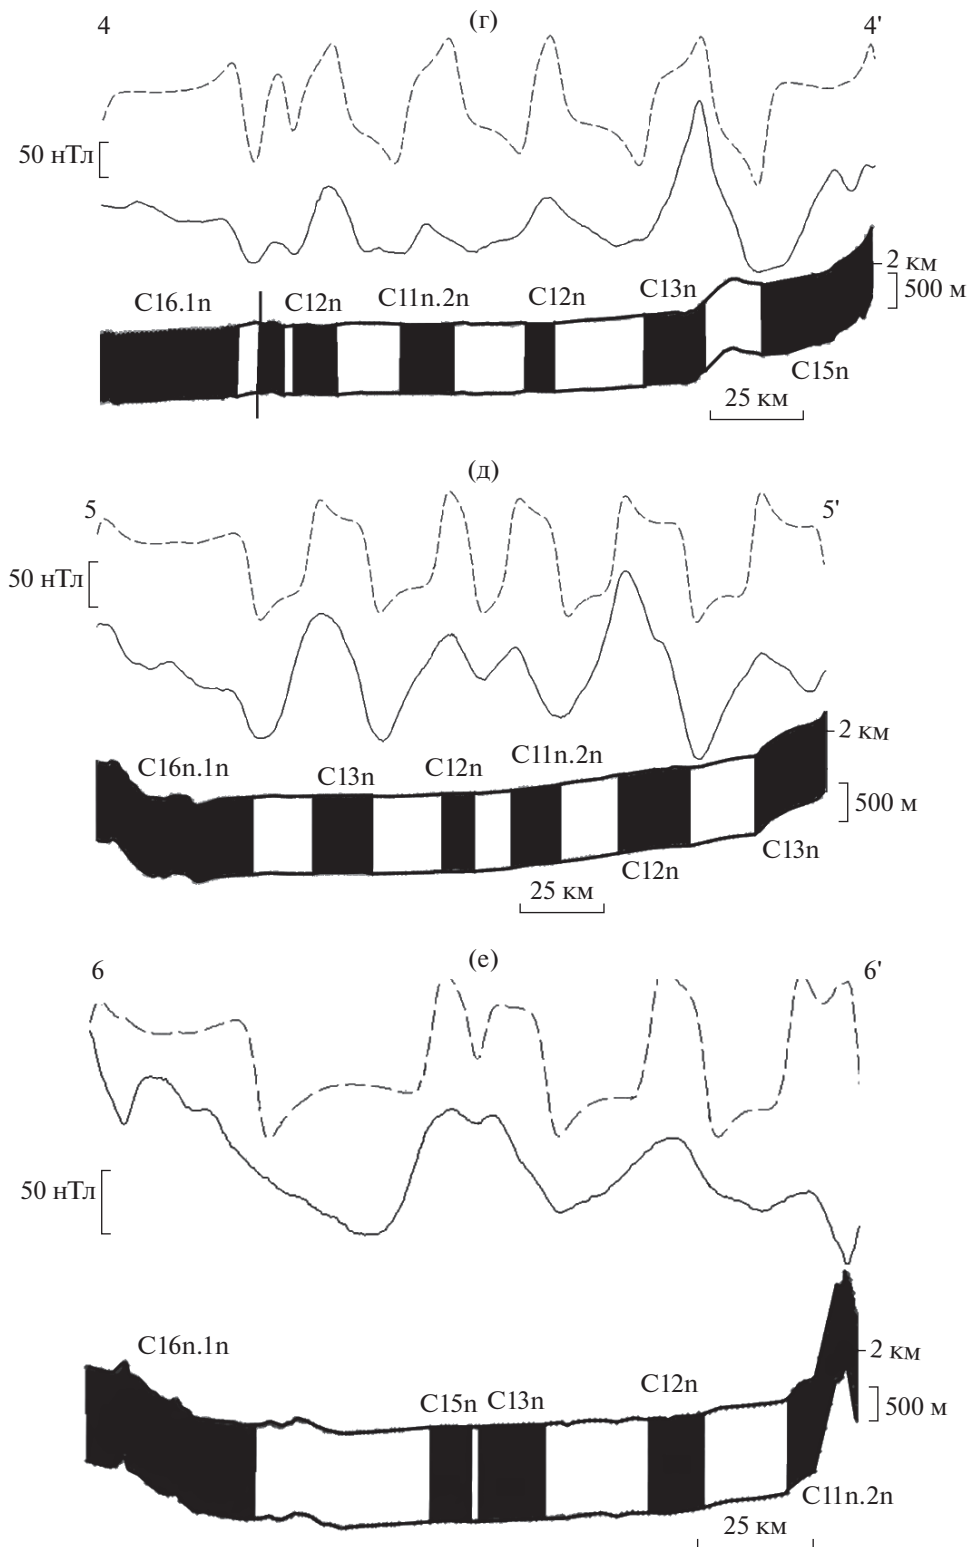 (г)
4 4'
50 нТл
2 км
500 м
C16.1n C12n C11n.2n C12n C13n
C15n
25 км
(д)
5 5'
50 нТл
2 км
C16n.1n C13n C12n C11n.2n
500 м
C12n C13n
25 км
(е)
6 6'
50 нТл
C16n.1n
2 км
C15n C13n C12n
500 м
C11n.2n
25 км